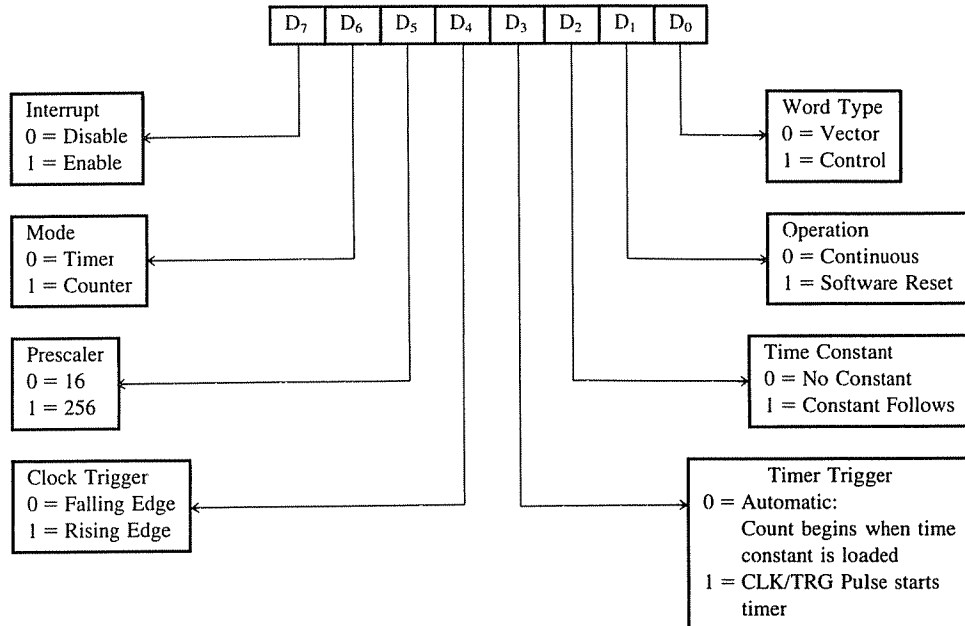 D7 D6 D5 D4 D3 D2 D1 D0
Interrupt
0 = Disable
1 = Enable
Word Type
0 = Vector
1 = Control
Mode
0 = Timer
1 = Counter
Operation
0 = Continuous
1 = Software Reset
Prescaler
0 = 16
1 = 256
Time Constant
0 = No Constant
1 = Constant Follows
Clock Trigger
0 = Falling Edge
1 = Rising Edge
Timer Trigger
0 = Automatic:
Count begins when time
constant is loaded
1 = CLK/TRG Pulse starts
timer